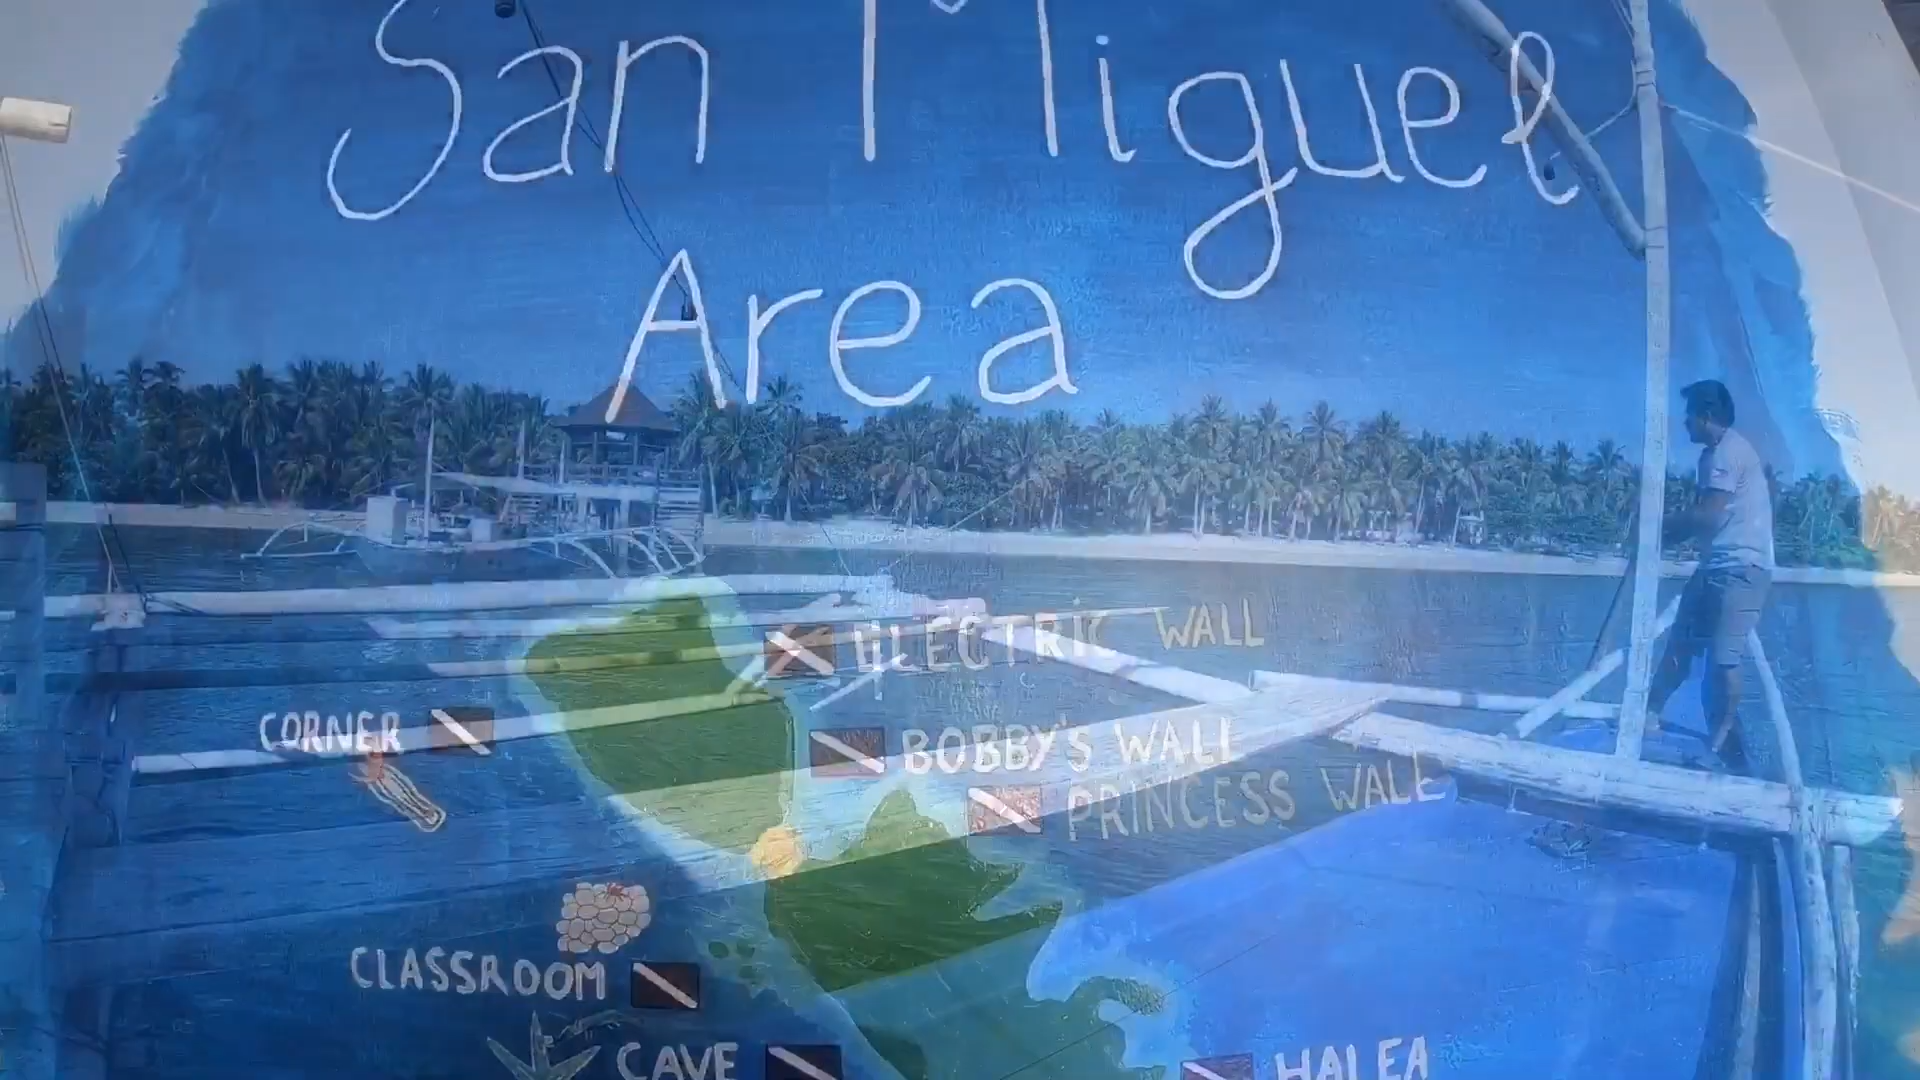 San Miguel
Area
ELECTRIC WALL
CORNER
BOBBY'S WALL
PRINCESS WALL
CLASSROOM
CAVE
HALEA